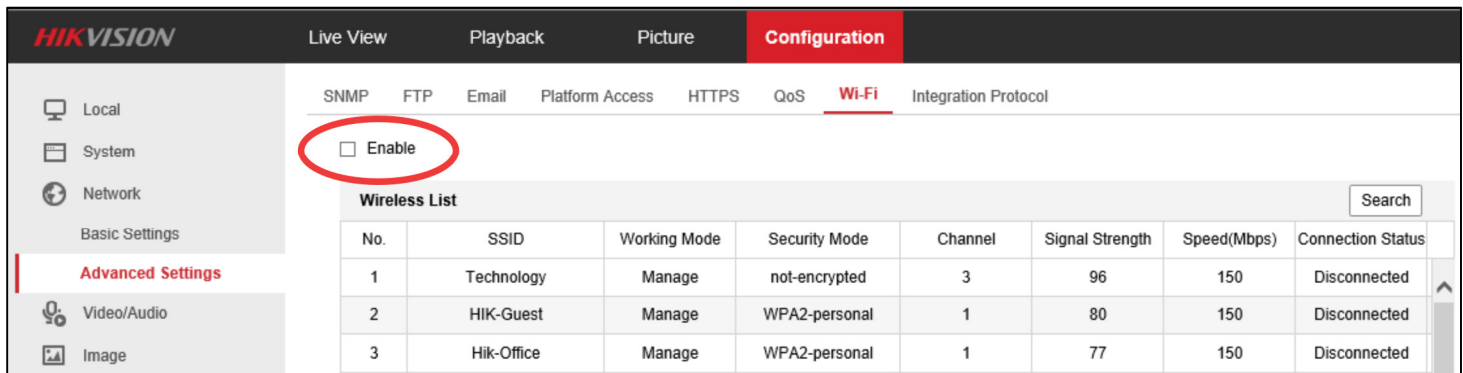 HIKVISION Live View Playback Picture Configuration
SNMP FTP Email Platform Access HTTPS QoS Wi-Fi Integration Protocol
Local
Enable
System
Network
Wireless List Search
Basic Settings
No. SSID Working Mode Security Mode Channel Signal Strength Speed(Mbps) Connection Status
Advanced Settings
1 Technology Manage not-encrypted 3 96 150 Disconnected
Video/Audio
2 HIK-Guest Manage WPA2-personal 1 80 150 Disconnected
Image
3 Hik-Office Manage WPA2-personal 1 77 150 Disconnected